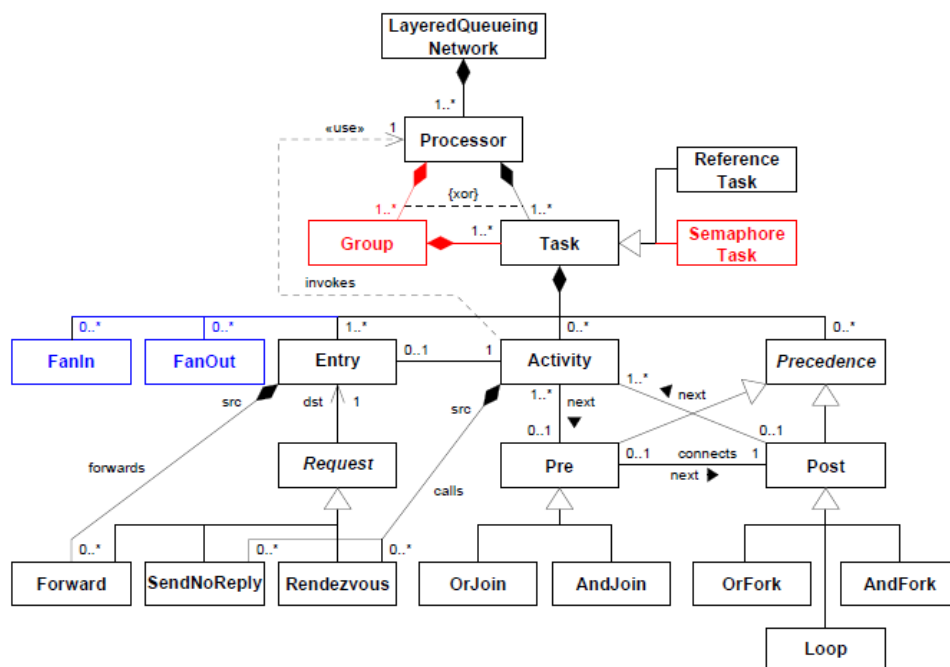 LayeredQueueing
Network
1..*
«use»
1
Processor
Reference
Task
{xor}
1..*
1..*
1..*
Group
Task
Semaphore
Task
invokes
0..*
0..*
1..*
0..*
0..*
FanIn
FanOut
Entry
0..1
1
Activity
Precedence
src
dst
1
src
1..*
next
1..*
next
0..1
0..1
forwards
Request
calls
Pre
0..1
connects
1
next
Post
0..*
0..*
0..*
Forward
SendNoReply
Rendezvous
OrJoin
AndJoin
OrFork
AndFork
Loop